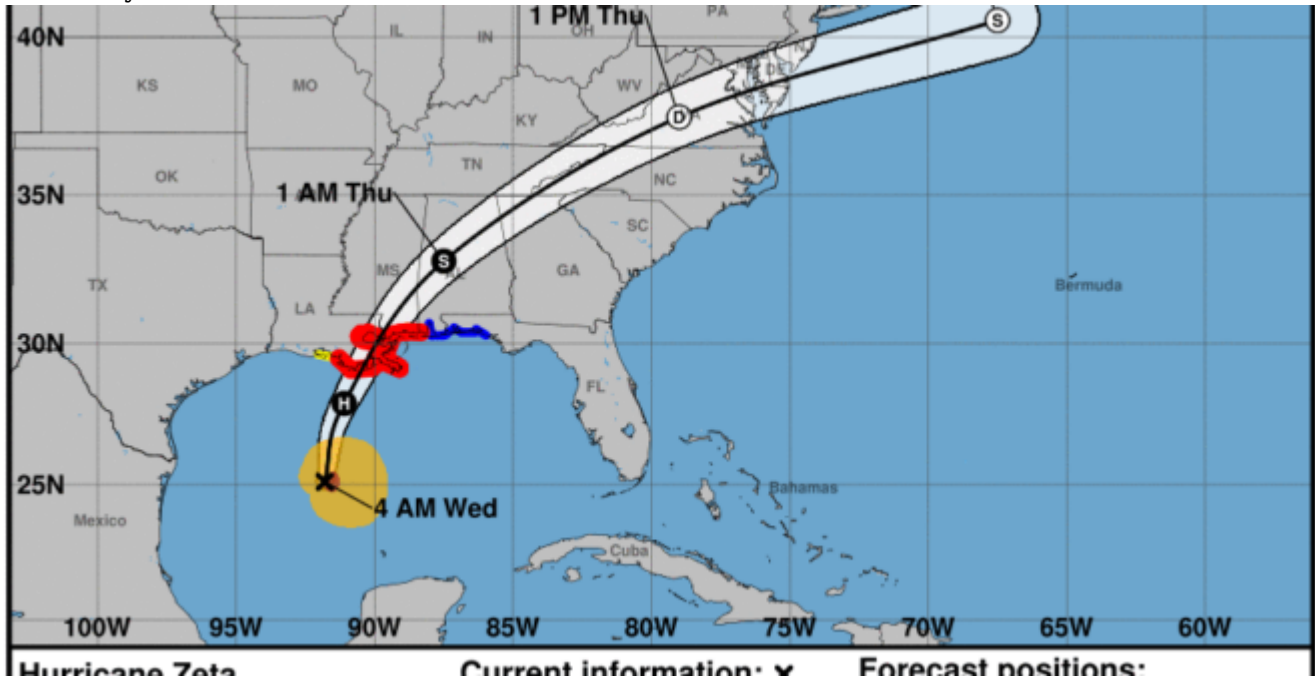 1 PM Thu
PA
40N
IL
IN
OH
NJ
DE
KS
MO
WV
KY
S
D
OK
TN
NC
1 AM Thu
35N
SC
S
MS
AL
GA
TX
LA
Bermuda
30N
FL
H
25N
4 AM Wed
Bahamas
Mexico
Cuba
100W 95W 90W 85W 80W 75W 70W 65W 60W
Hurricane Zeta Current information: x Forecast positions: